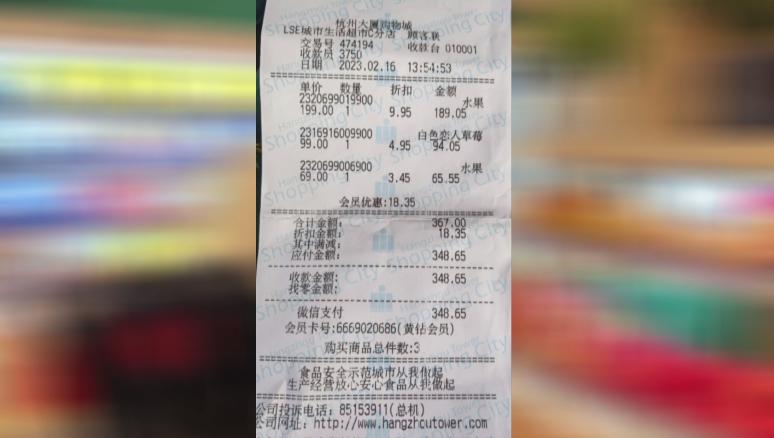 杭州大厦购物城
LSE城市生活超市C分店 顾客联
交易号 474194 收款台 010001
收款员 3750
日期 2023.02.16 13:54:53
单价 数量 折扣 金额
2320699019900 水果
199.00 1 9.95 189.05
2316916009900 白色恋人草莓
99.00 1 4.95 94.05
2320699006900 水果
69.00 1 3.45 65.55
会员优惠:18.35
合计金额: 367.00
折扣金额: 18.35
其中满减:
应付金额: 348.65
收款金额: 348.65
找零金额:
微信支付 348.65
会员卡号:6669020686(黄钻会员)
购买商品总件数:3
食品安全示范城市从我做起
生产经营放心安心食品从我做起
公司投诉电话: 85153911(总机)
公司网址: http://www.hangzhoutower.com
Hangzhou Tower
Shopping City